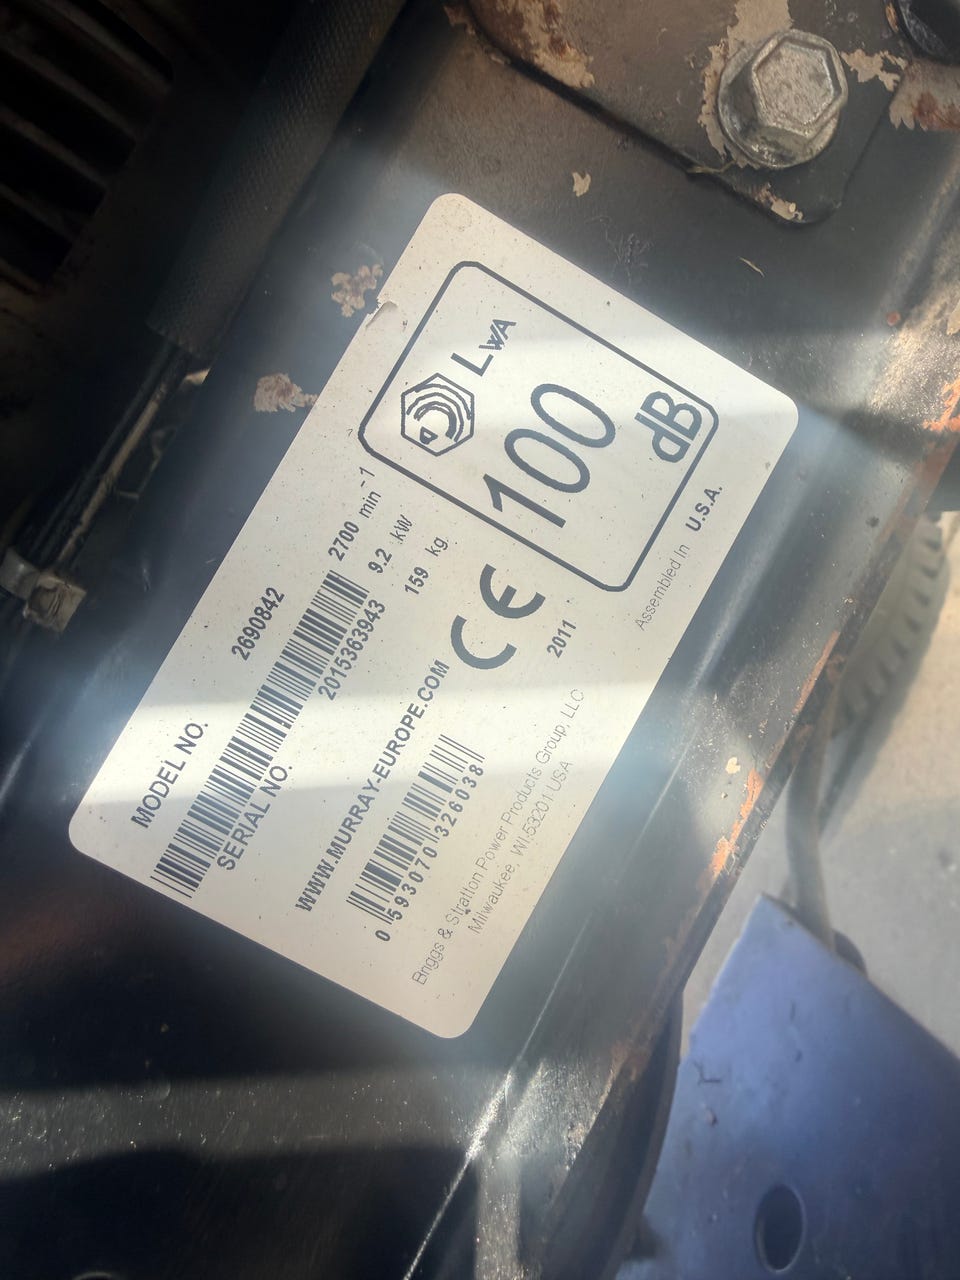 MODEL NO. 2690842 2700 min⁻¹
9.2 kW
SERIAL NO. 2015363943
159 kg
WWW.MURRAY-EUROPE.COM
CE
0 593070 326038
2011
Briggs & Stratton Power Products Group, LLC
Milwaukee, WI 53201 USA
LWA
100
dB
Assembled In U.S.A.